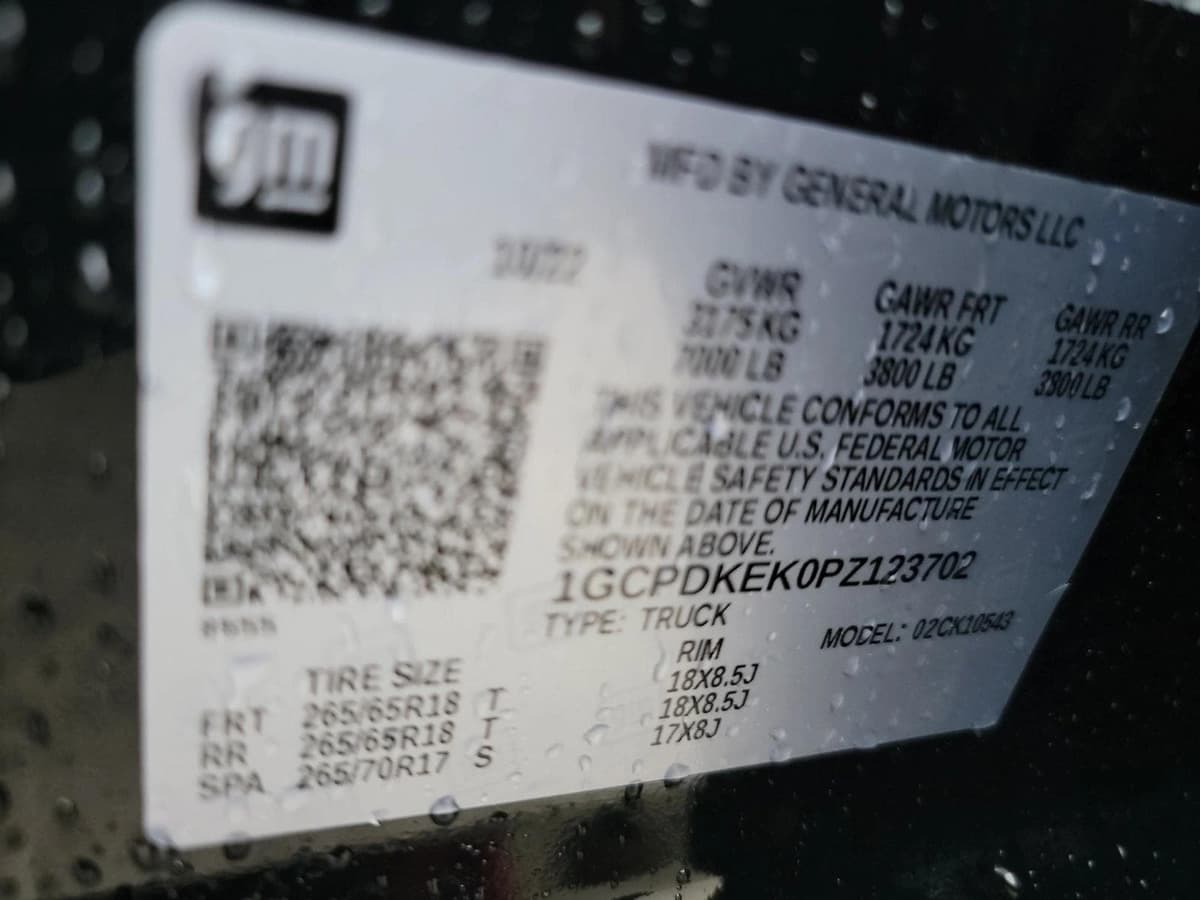 gm
MFD BY GENERAL MOTORS LLC
GVWR GAWR FRT GAWR RR
3175 KG 1724 KG 1724 KG
7000 LB 3800 LB 3800 LB
THIS VEHICLE CONFORMS TO ALL
APPLICABLE U.S. FEDERAL MOTOR
VEHICLE SAFETY STANDARDS IN EFFECT
ON THE DATE OF MANUFACTURE
SHOWN ABOVE.
1GCPDKEK0PZ123702
TYPE: TRUCK MODEL: 02CK10543
TIRE SIZE RIM
FRT 265/65R18 T 18X8.5J
RR 265/65R18 T 18X8.5J
SPA 265/70R17 S 17X8J